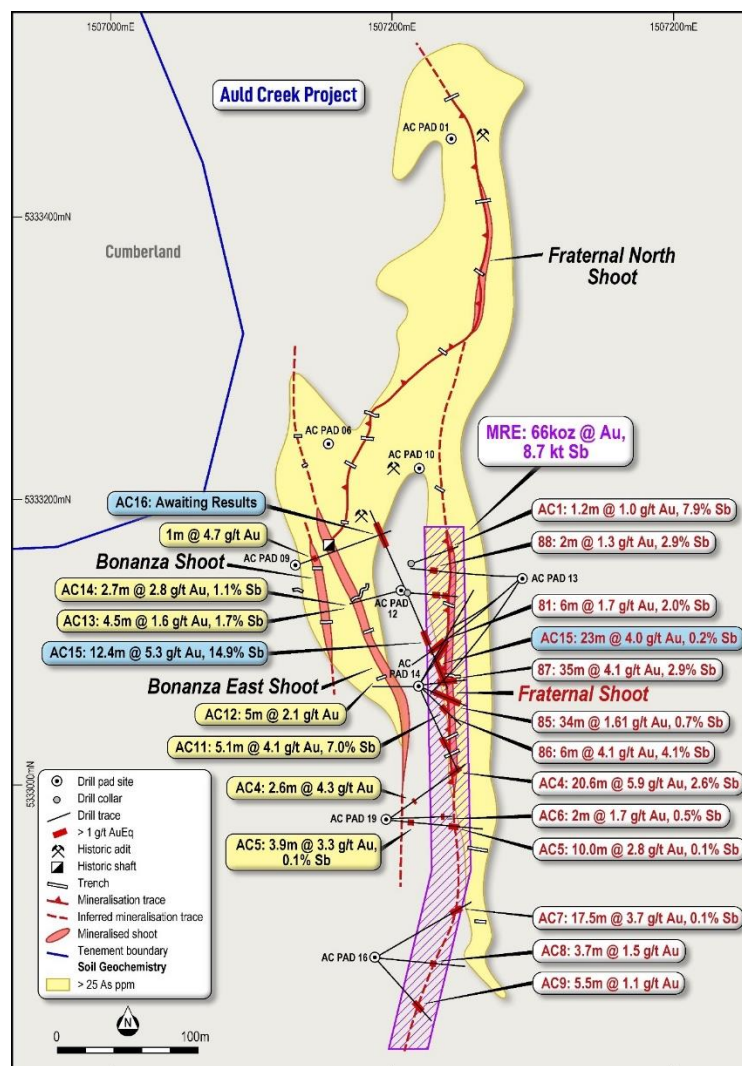 1507000mE
1507200mE
1507200mE
Auld Creek Project
AC PAD 01
5333400mN
Cumberland
Fraternal North
Shoot
AC PAD 06
AC PAD 10
MRE: 66koz @ Au,
8.7 kt Sb
5333200mN
AC16: Awaiting Results
1m @ 4.7 g/t Au
AC PAD 09
Bonanza Shoot
AC14: 2.7m @ 2.8 g/t Au, 1.1% Sb
AC13: 4.5m @ 1.6 g/t Au, 1.7% Sb
AC15: 12.4m @ 5.3 g/t Au, 14.9% Sb
Bonanza East Shoot
AC12: 5m @ 2.1 g/t Au
AC11: 5.1m @ 4.1 g/t Au, 7.0% Sb
AC4: 2.6m @ 4.3 g/t Au
AC PAD 19
AC5: 3.9m @ 3.3 g/t Au,
0.1% Sb
AC PAD
12
AC
PAD 14
AC PAD 13
AC1: 1.2m @ 1.0 g/t Au, 7.9% Sb
88: 2m @ 1.3 g/t Au, 2.9% Sb
81: 6m @ 1.7 g/t Au, 2.0% Sb
AC15: 23m @ 4.0 g/t Au, 0.2% Sb
87: 35m @ 4.1 g/t Au, 2.9% Sb
Fraternal Shoot
85: 34m @ 1.61 g/t Au, 0.7% Sb
86: 6m @ 4.1 g/t Au, 4.1% Sb
AC4: 20.6m @ 5.9 g/t Au, 2.6% Sb
AC6: 2m @ 1.7 g/t Au, 0.5% Sb
AC5: 10.0m @ 2.8 g/t Au, 0.1% Sb
AC7: 17.5m @ 3.7 g/t Au, 0.1% Sb
AC8: 3.7m @ 1.5 g/t Au
AC9: 5.5m @ 1.1 g/t Au
AC PAD 16
5333000mN
Drill pad site
Drill collar
Drill trace
> 1 g/t AuEq
Historic adit
Historic shaft
Trench
Mineralisation trace
Inferred mineralisation trace
Mineralised shoot
Tenement boundary
Soil Geochemistry
> 25 As ppm
N
0
100m